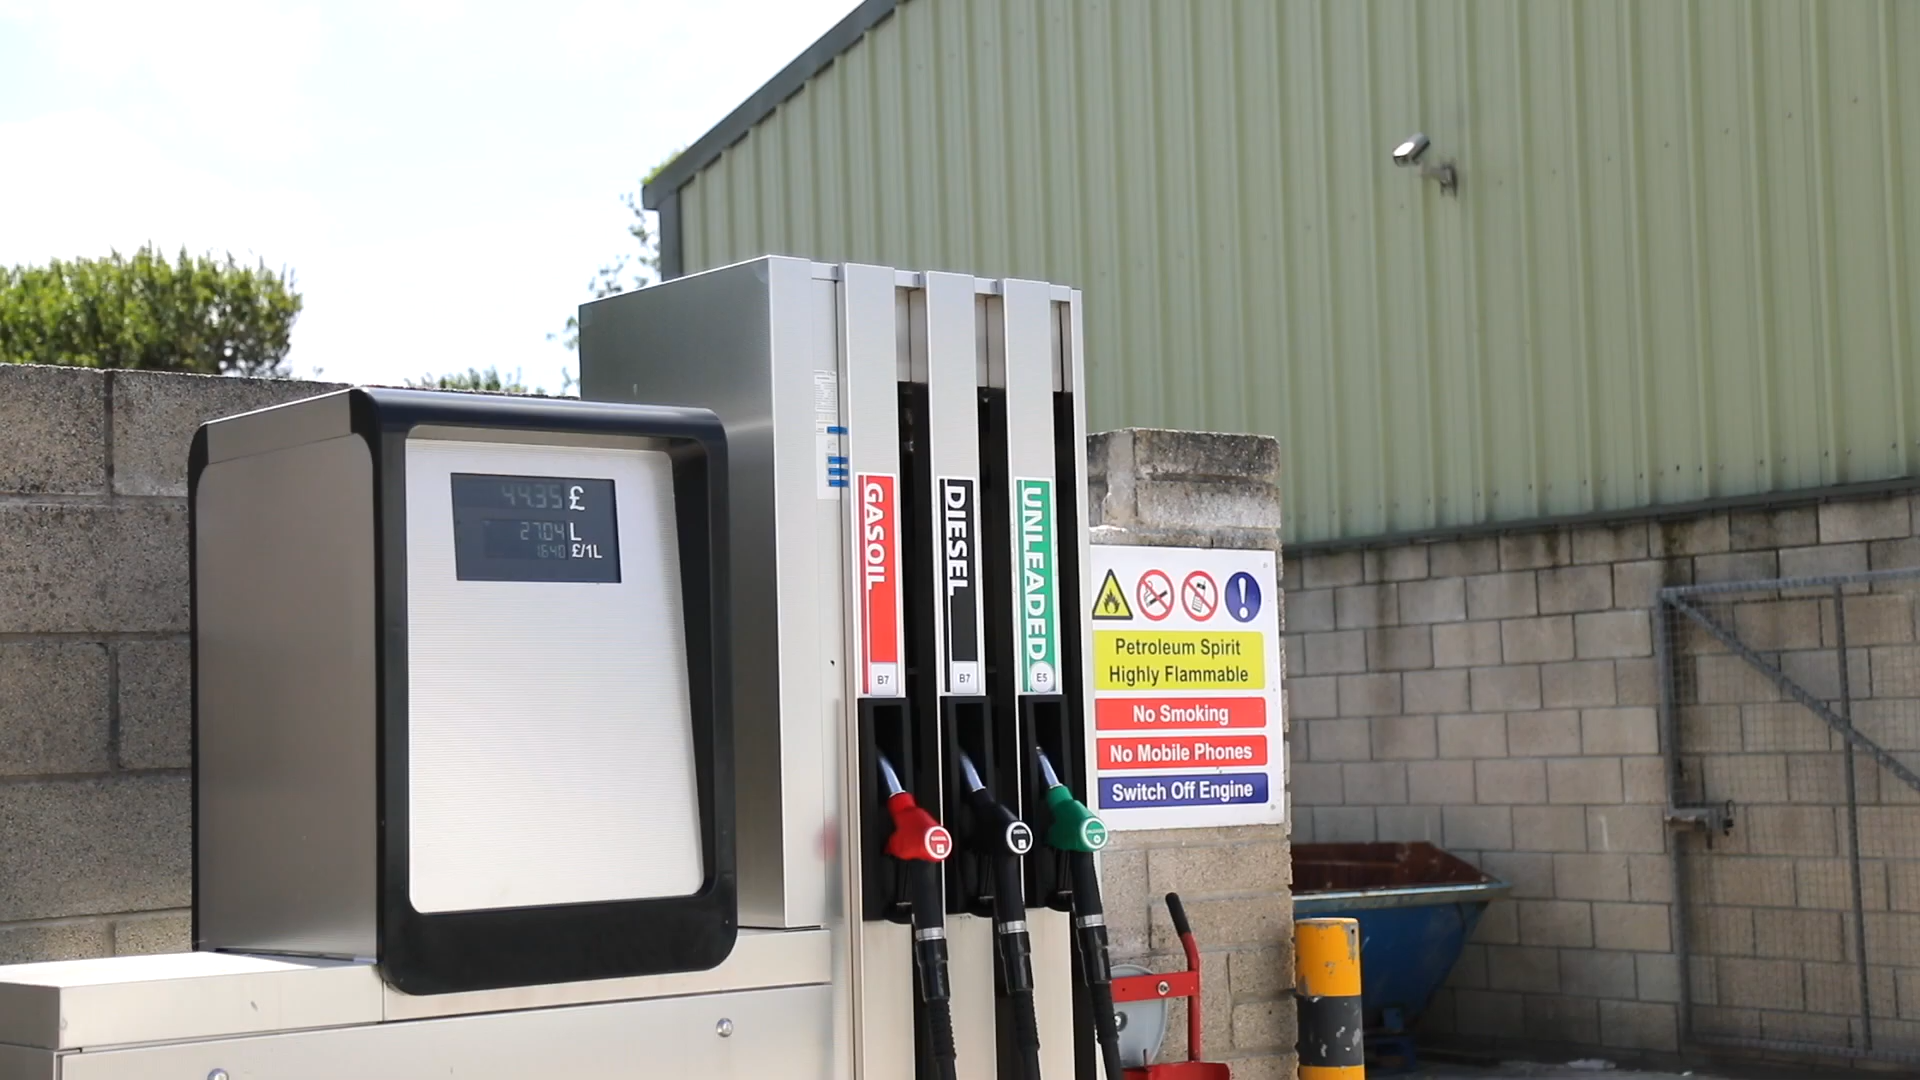 44.35 £
27.04 L
1.640 £/1L
GASOIL
B7
DIESEL
B7
UNLEADED
E5
Petroleum Spirit
Highly Flammable
No Smoking
No Mobile Phones
Switch Off Engine